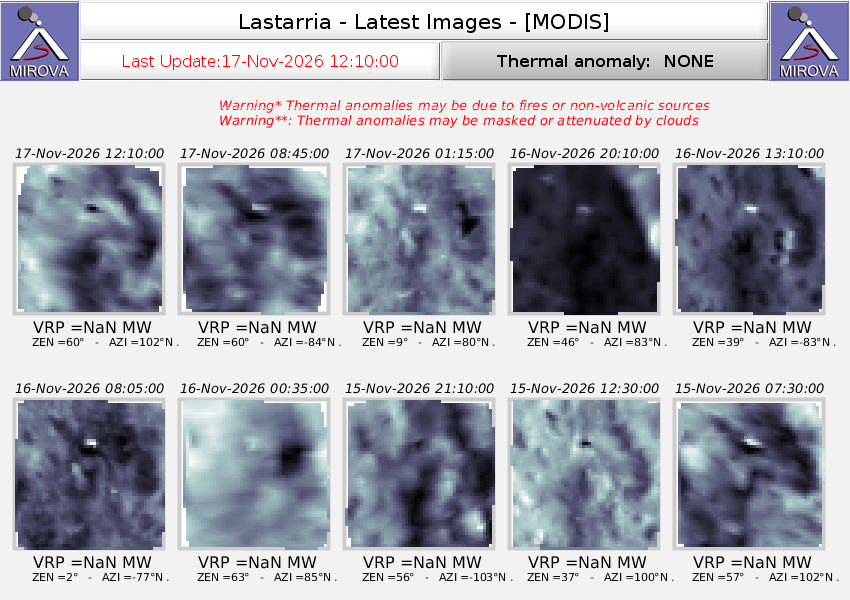 Lastarria - Latest Images - [MODIS]
MIROVA
MIROVA
Last Update:17-Nov-2026 12:10:00
Thermal anomaly: NONE
Warning* Thermal anomalies may be due to fires or non-volcanic sources
Warning**: Thermal anomalies may be masked or attenuated by clouds
17-Nov-2026 12:10:00
17-Nov-2026 08:45:00
17-Nov-2026 01:15:00
16-Nov-2026 20:10:00
16-Nov-2026 13:10:00
VRP =NaN MW
VRP =NaN MW
VRP =NaN MW
VRP =NaN MW
VRP =NaN MW
ZEN =60° - AZI =102°N .
ZEN =60° - AZI =-84°N .
ZEN =9° - AZI =80°N .
ZEN =46° - AZI =83°N .
ZEN =39° - AZI =-83°N .
16-Nov-2026 08:05:00
16-Nov-2026 00:35:00
15-Nov-2026 21:10:00
15-Nov-2026 12:30:00
15-Nov-2026 07:30:00
VRP =NaN MW
VRP =NaN MW
VRP =NaN MW
VRP =NaN MW
VRP =NaN MW
ZEN =2° - AZI =-77°N .
ZEN =63° - AZI =85°N .
ZEN =56° - AZI =-103°N .
ZEN =37° - AZI =100°N .
ZEN =57° - AZI =102°N .